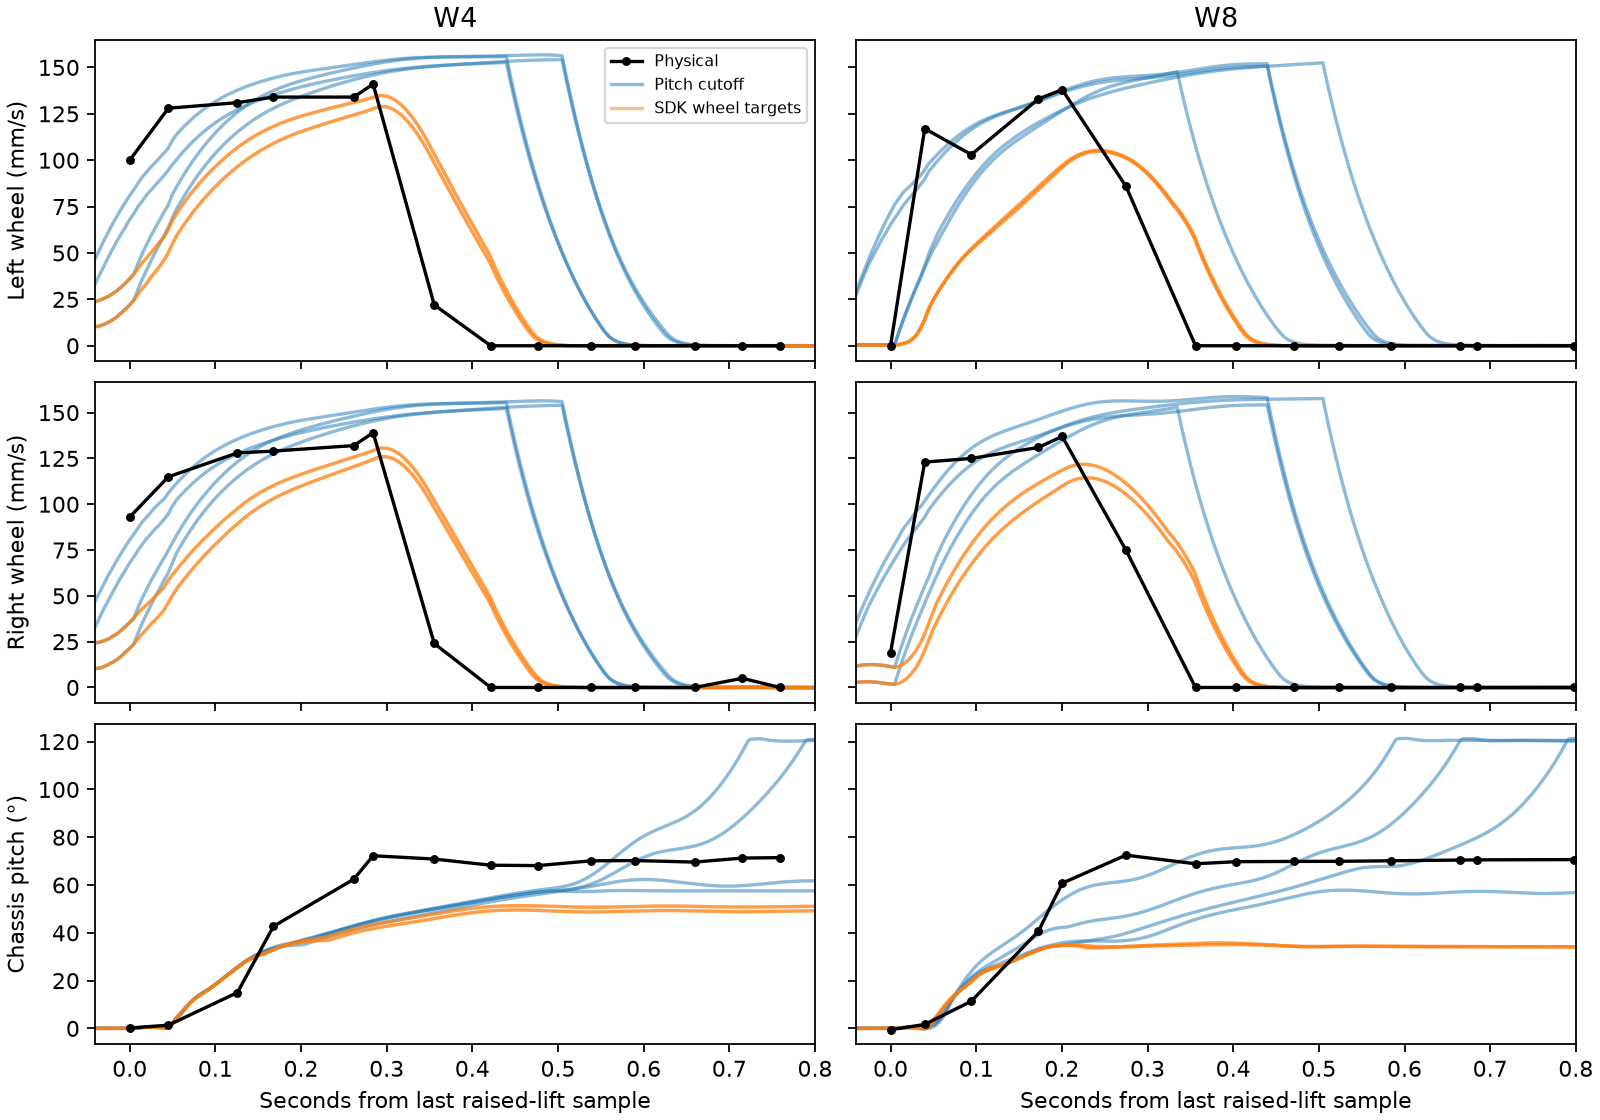 W4
W8
Left wheel (mm/s)
150
125
100
75
50
25
0
Physical
Pitch cutoff
SDK wheel targets
Right wheel (mm/s)
150
125
100
75
50
25
0
Chassis pitch (°)
120
100
80
60
40
20
0
0.0 0.1 0.2 0.3 0.4 0.5 0.6 0.7 0.8
0.0 0.1 0.2 0.3 0.4 0.5 0.6 0.7 0.8
Seconds from last raised-lift sample
Seconds from last raised-lift sample